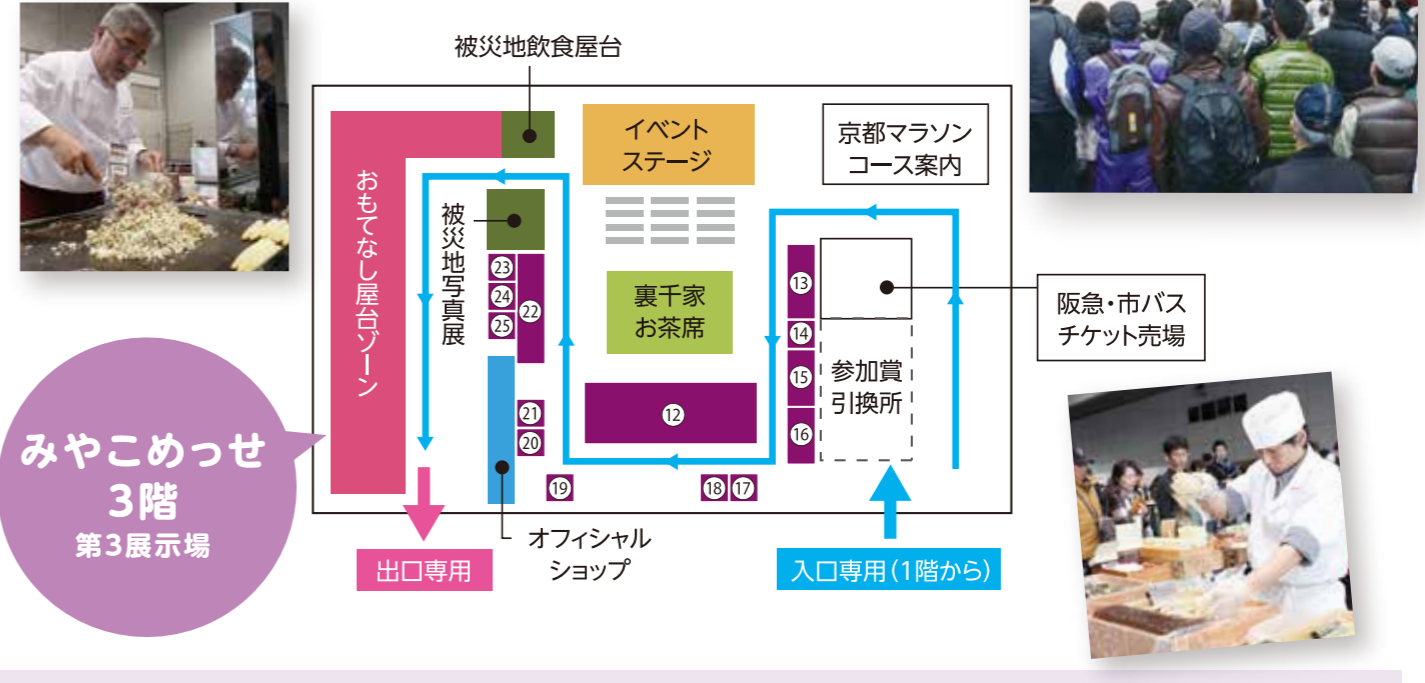 被災地飲食屋台
イベント
ステージ
京都マラソン
コース案内
おもてなし屋台ゾーン
被災地写真展
裏千家
お茶席
阪急・市バス
チケット売場
参加賞
引換所
⑬
⑭
⑮
⑯
⑫
㉓
㉔
㉕
㉒
㉑
⑳
⑲
⑱⑰
みやこめっせ
3階
第3展示場
オフィシャル
ショップ
出口専用
入口専用(1階から)